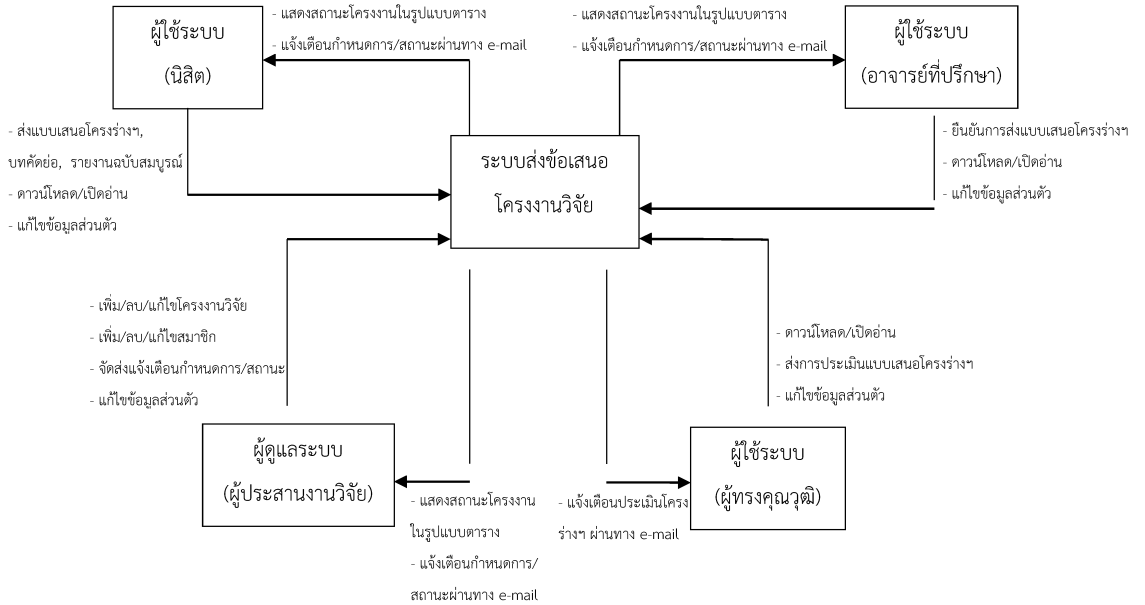 ผู้ใช้ระบบ
(นิสิต)
- แสดงสถานะโครงงานในรูปแบบตาราง
- แจ้งเตือนกำหนดการ/สถานะผ่านทาง e-mail
- แสดงสถานะโครงงานในรูปแบบตาราง
- แจ้งเตือนกำหนดการ/สถานะผ่านทาง e-mail
ผู้ใช้ระบบ
(อาจารย์ที่ปรึกษา)
- ส่งแบบเสนอโครงร่างฯ,
บทคัดย่อ, รายงานฉบับสมบูรณ์
- ดาวน์โหลด/เปิดอ่าน
- แก้ไขข้อมูลส่วนตัว
ระบบส่งข้อเสนอ
โครงงานวิจัย
- ยืนยันการส่งแบบเสนอโครงร่างฯ
- ดาวน์โหลด/เปิดอ่าน
- แก้ไขข้อมูลส่วนตัว
- เพิ่ม/ลบ/แก้ไขโครงงานวิจัย
- เพิ่ม/ลบ/แก้ไขสมาชิก
- จัดส่งแจ้งเตือนกำหนดการ/สถานะ
- แก้ไขข้อมูลส่วนตัว
- ดาวน์โหลด/เปิดอ่าน
- ส่งการประเมินแบบเสนอโครงร่างฯ
- แก้ไขข้อมูลส่วนตัว
ผู้ดูแลระบบ
(ผู้ประสานงานวิจัย)
- แสดงสถานะโครงงาน
ในรูปแบบตาราง
- แจ้งเตือนกำหนดการ/
สถานะผ่านทาง e-mail
- แจ้งเตือนประเมินโครง
ร่างฯ ผ่านทาง e-mail
ผู้ใช้ระบบ
(ผู้ทรงคุณวุฒิ)